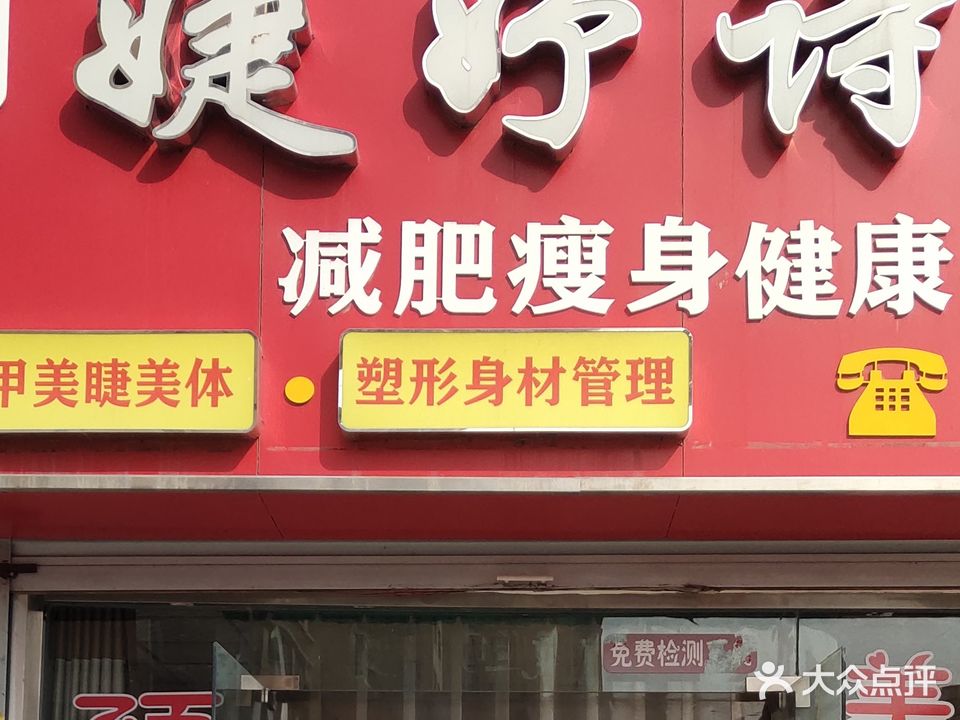 婕妤诗
减肥瘦身健康
甲美睫美体 · 塑形身材管理
免费检测
大众点评